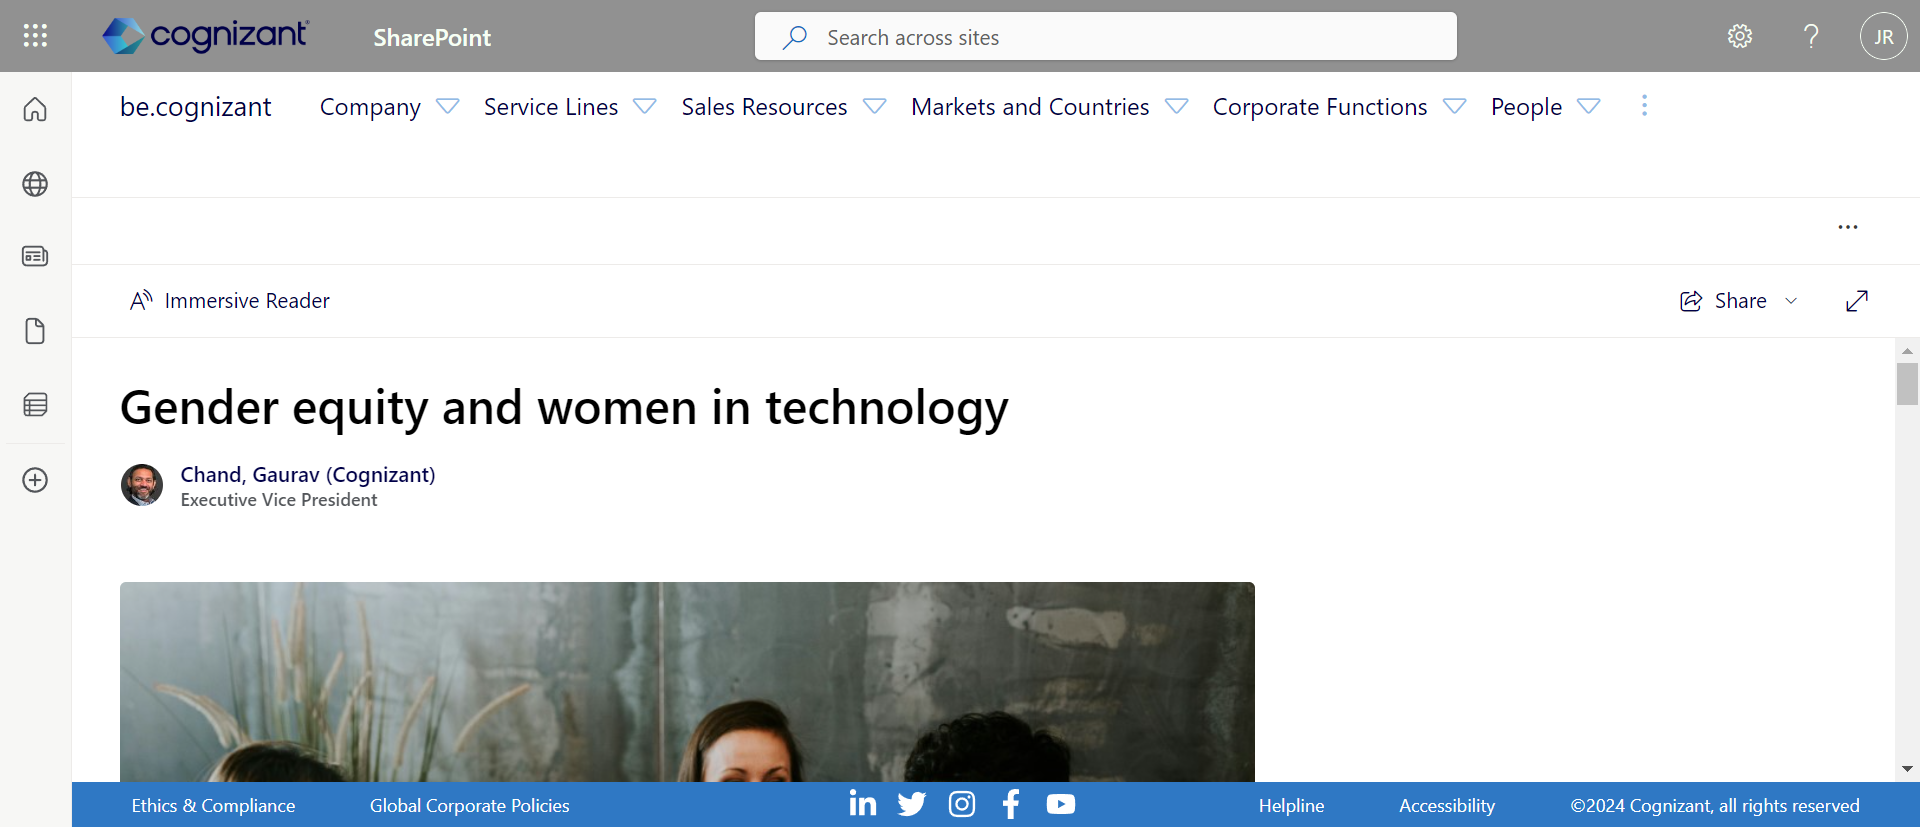 cognizant
SharePoint
Search across sites
JR
be.cognizant
Company
Service Lines
Sales Resources
Markets and Countries
Corporate Functions
People
Immersive Reader
Share
Gender equity and women in technology
Chand, Gaurav (Cognizant)
Executive Vice President
Ethics & Compliance
Global Corporate Policies
Helpline
Accessibility
©2024 Cognizant, all rights reserved